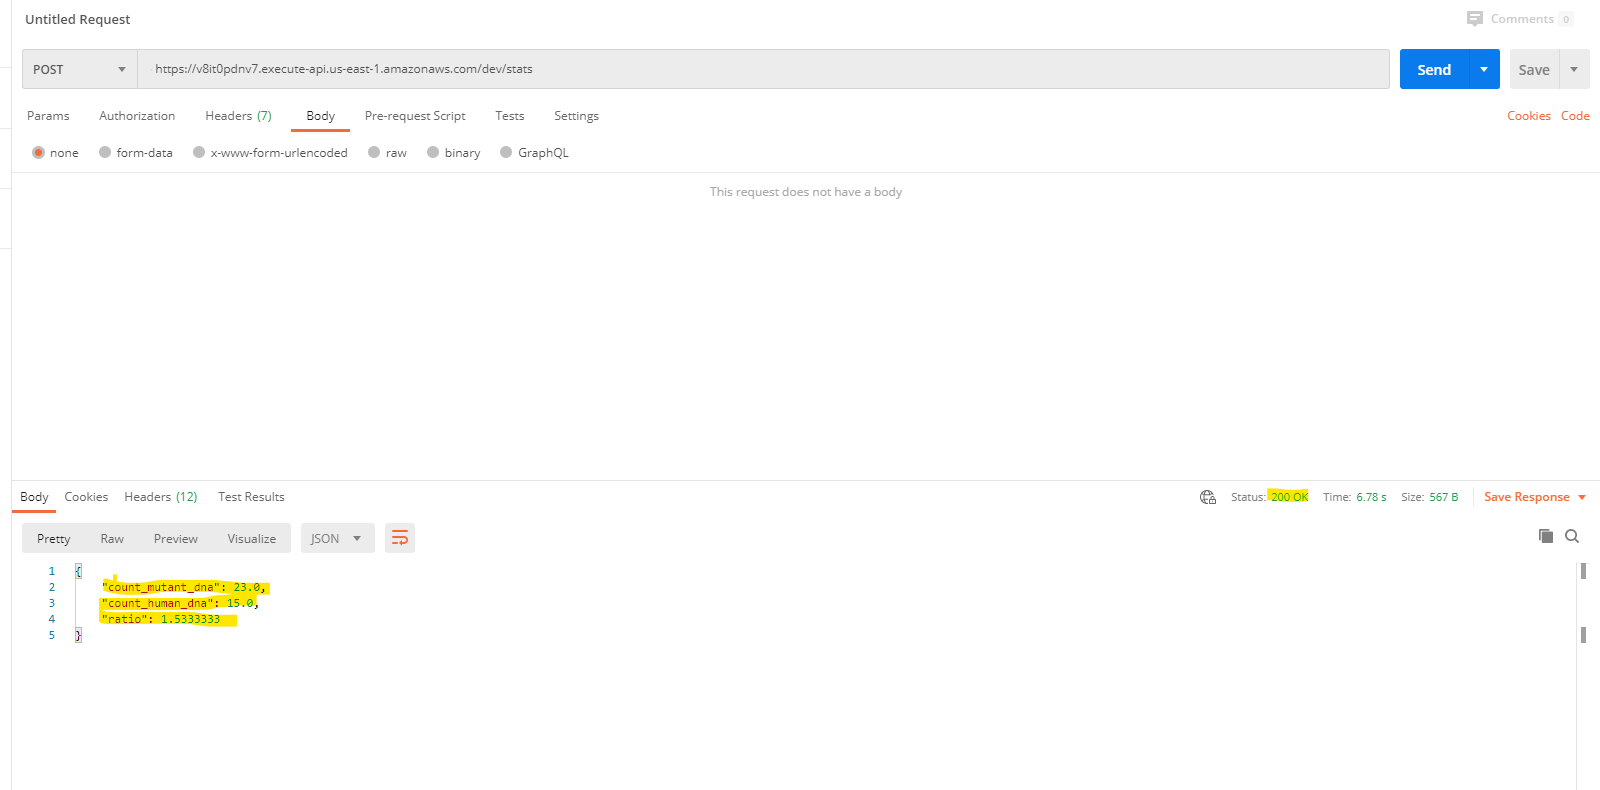 Untitled Request
Comments 0
POST https://v8it0pdnv7.execute-api.us-east-1.amazonaws.com/dev/stats Send Save
Params Authorization Headers (7) Body Pre-request Script Tests Settings Cookies Code
none form-data x-www-form-urlencoded raw binary GraphQL
This request does not have a body
Body Cookies Headers (12) Test Results Status: 200 OK Time: 6.78 s Size: 567 B Save Response
Pretty Raw Preview Visualize JSON
1 {
2 "count_mutant_dna": 23.0,
3 "count_human_dna": 15.0,
4 "ratio": 1.5333333
5 }